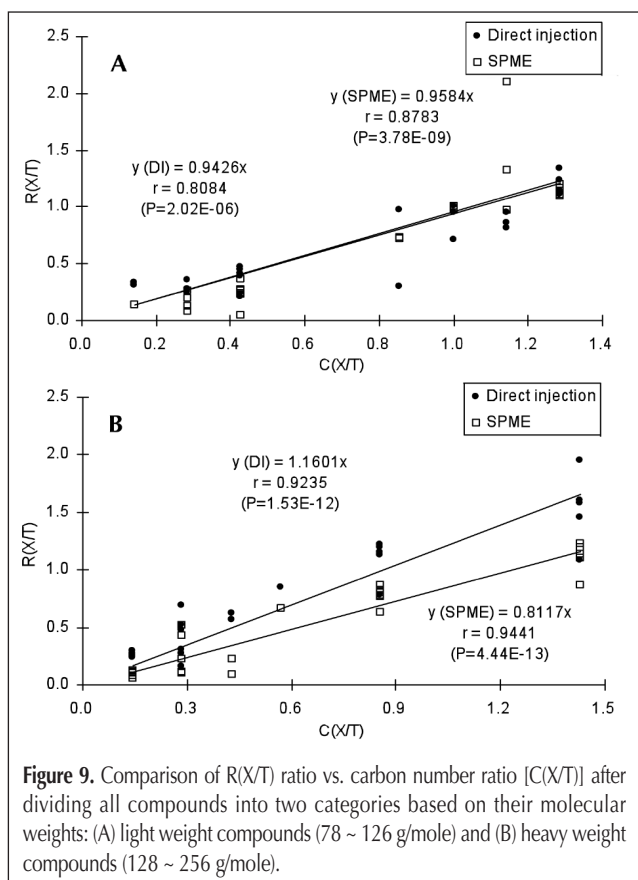 Direct injection
SPME
A
R(X/T)
2.5
2.0
1.5
1.0
0.5
0.0
y (SPME) = 0.9584x
r = 0.8783
(P=3.78E-09)
y (DI) = 0.9426x
r = 0.8084
(P=2.02E-06)
0.0 0.2 0.4 0.6 0.8 1.0 1.2 1.4
C(X/T)
Direct injection
SPME
B
R(X/T)
2.5
2.0
1.5
1.0
0.5
0.0
y (DI) = 1.1601x
r = 0.9235
(P=1.53E-12)
y (SPME) = 0.8117x
r = 0.9441
(P=4.44E-13)
0.0 0.3 0.6 0.9 1.2 1.5
C(X/T)
Figure 9. Comparison of R(X/T) ratio vs. carbon number ratio [C(X/T)] after
dividing all compounds into two categories based on their molecular
weights: (A) light weight compounds (78 ~ 126 g/mole) and (B) heavy weight
compounds (128 ~ 256 g/mole).